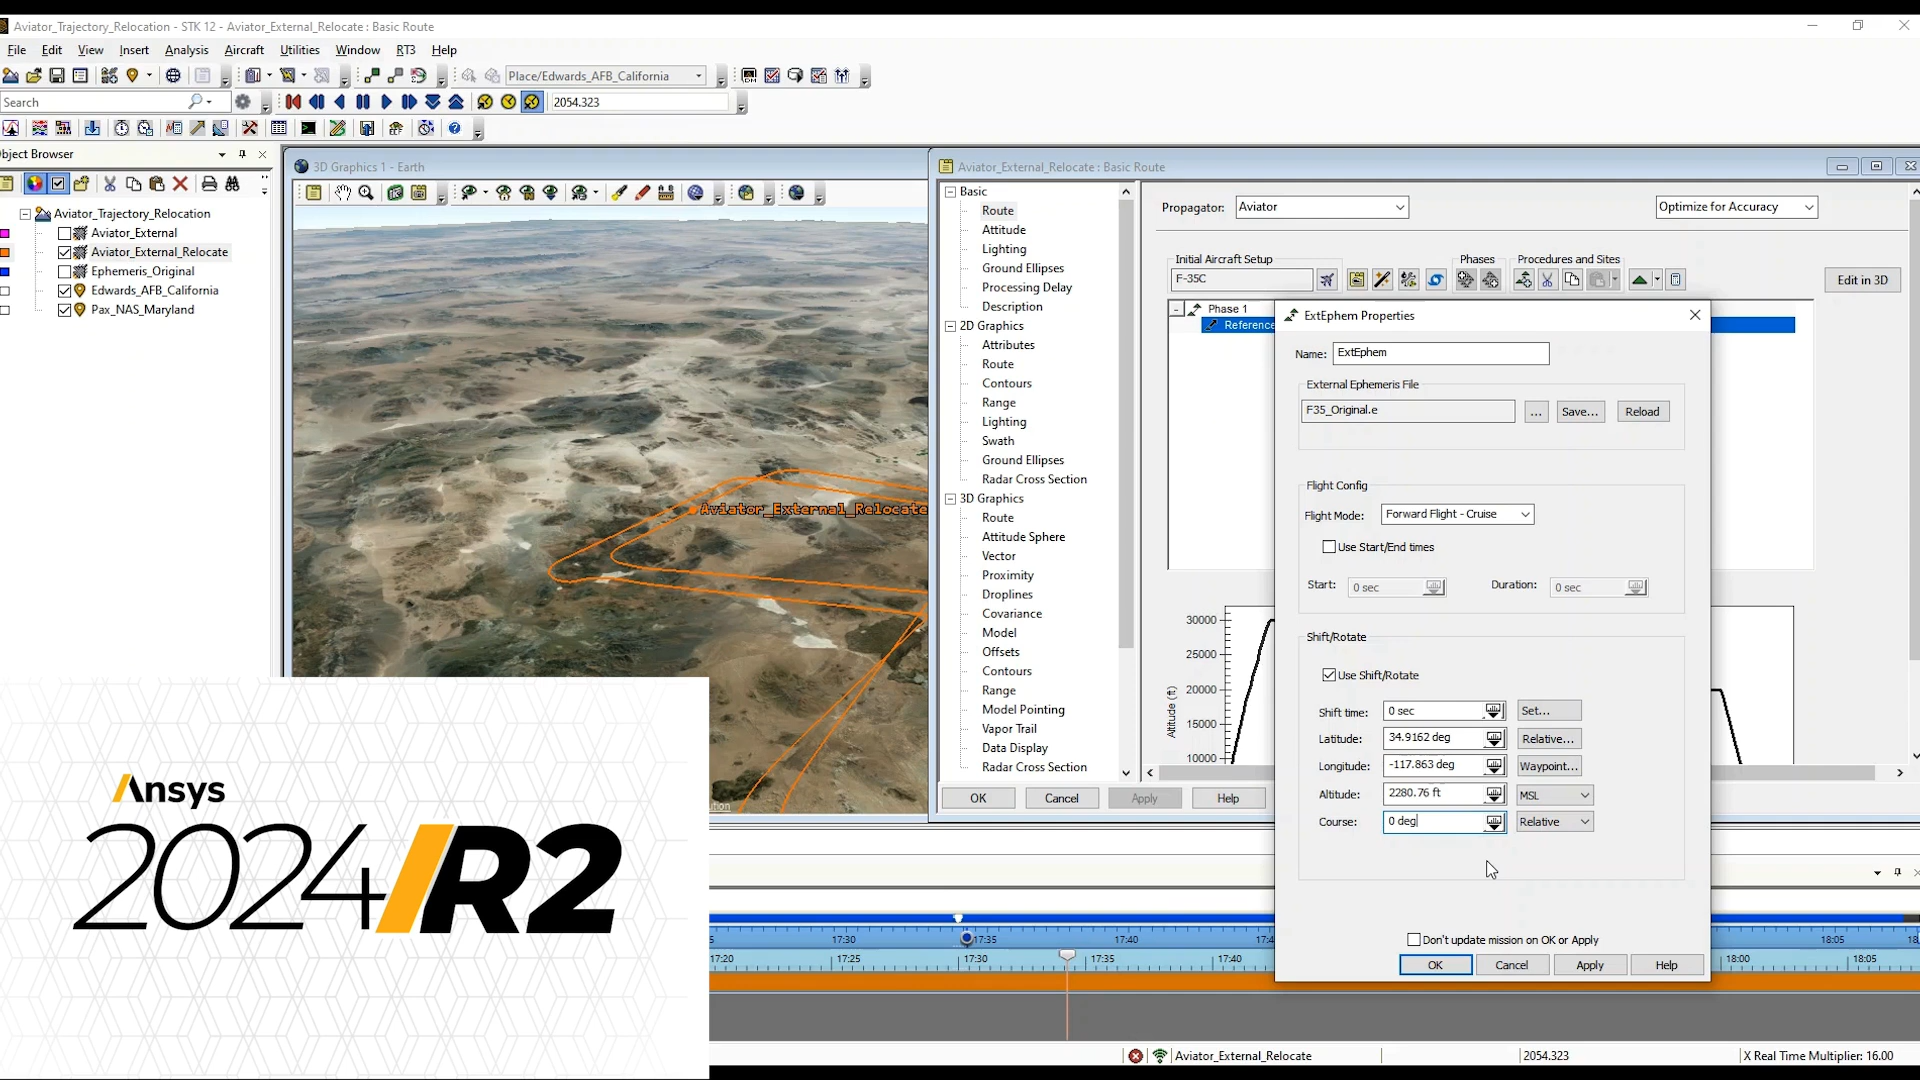 Aviator_Trajectory_Relocation - STK 12 - Aviator_External_Relocate : Basic Route
File Edit View Insert Analysis Aircraft Utilities Window RT3 Help
Place/Edwards_AFB_California
Search
2054.323
bject Browser
Aviator_Trajectory_Relocation
Aviator_External
Aviator_External_Relocate
Ephemeris_Original
Edwards_AFB_California
Pax_NAS_Maryland
3D Graphics 1 - Earth
Aviator_External_Relocate
Aviator_External_Relocate : Basic Route
Basic
Route
Attitude
Lighting
Ground Ellipses
Processing Delay
Description
2D Graphics
Attributes
Route
Contours
Range
Lighting
Swath
Ground Ellipses
Radar Cross Section
3D Graphics
Route
Attitude Sphere
Vector
Proximity
Droplines
Covariance
Model
Offsets
Contours
Range
Model Pointing
Vapor Trail
Data Display
Radar Cross Section
OK Cancel Apply Help
Propagator: Aviator
Optimize for Accuracy
Initial Aircraft Setup
Phases
Procedures and Sites
F-35C
Edit in 3D
Phase 1
Reference
Altitude (ft)
30000
25000
20000
15000
10000
ExtEphem Properties
Name: ExtEphem
External Ephemeris File
F35_Original.e
... Save... Reload
Flight Config
Flight Mode: Forward Flight - Cruise
Use Start/End times
Start: 0 sec Duration: 0 sec
Shift/Rotate
Use Shift/Rotate
Shift time: 0 sec Set...
Latitude: 34.9162 deg Relative...
Longitude: -117.863 deg Waypoint...
Altitude: 2280.76 ft MSL
Course: 0 deg Relative
Don't update mission on OK or Apply
OK Cancel Apply Help
Ansys
2024/R2
17:30 17:35 17:40 17:4 18:05
17:20 17:25 17:30 17:35 17:40 18:00 18:05
Aviator_External_Relocate
2054.323
X Real Time Multiplier: 16.00